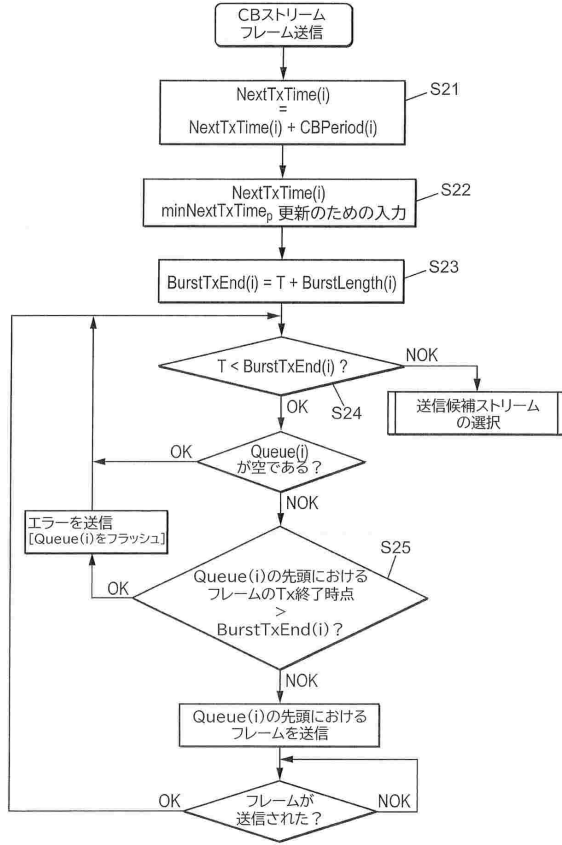 CBストリーム
フレーム送信
S21
NextTxTime(i)
=
NextTxTime(i) + CBPeriod(i)
S22
NextTxTime(i)
minNextTxTimep 更新のための入力
S23
BurstTxEnd(i) = T + BurstLength(i)
T < BurstTxEnd(i) ?
NOK
S24
OK
送信候補ストリーム
の選択
Queue(i)
が空である?
OK
NOK
エラーを送信
[Queue(i)をフラッシュ]
S25
Queue(i)の先頭における
フレームのTx終了時点
>
BurstTxEnd(i)?
OK
NOK
Queue(i)の先頭における
フレームを送信
フレームが
送信された?
OK
NOK